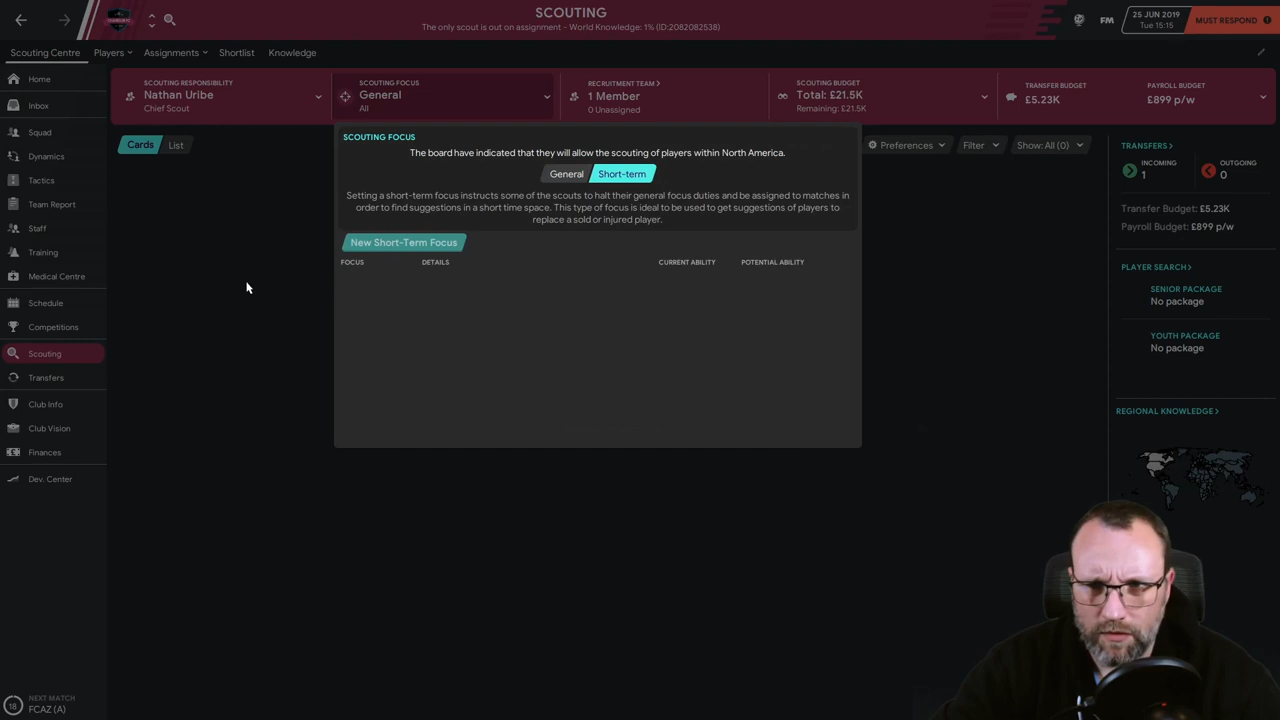 SCOUTING
The only scout is out on assignment - World Knowledge: 1% (ID:2082082538)
FM
25 JUN 2019
Tue 15:15
MUST RESPOND
Scouting Centre
Players
Assignments
Shortlist
Knowledge
Home
Inbox
Squad
Dynamics
Tactics
Team Report
Staff
Training
Medical Centre
Schedule
Competitions
Scouting
Transfers
Club Info
Club Vision
Finances
Dev. Center
NEXT MATCH
18
FCAZ (A)
SCOUTING RESPONSIBILITY
Nathan Uribe
Chief Scout
SCOUTING FOCUS
General
All
RECRUITMENT TEAM
1 Member
0 Unassigned
SCOUTING BUDGET
Total: £21.5K
Remaining: £21.5K
TRANSFER BUDGET
£5.23K
PAYROLL BUDGET
£899 p/w
Cards
List
Preferences
Filter
Show: All (0)
SCOUTING FOCUS
The board have indicated that they will allow the scouting of players within North America.
General
Short-term
Setting a short-term focus instructs some of the scouts to halt their general focus duties and be assigned to matches in
order to find suggestions in a short time space. This type of focus is ideal to be used to get suggestions of players to
replace a sold or injured player.
New Short-Term Focus
FOCUS
DETAILS
CURRENT ABILITY
POTENTIAL ABILITY
TRANSFERS
INCOMING
1
OUTGOING
0
Transfer Budget: £5.23K
Payroll Budget: £899 p/w
PLAYER SEARCH
SENIOR PACKAGE
No package
YOUTH PACKAGE
No package
REGIONAL KNOWLEDGE